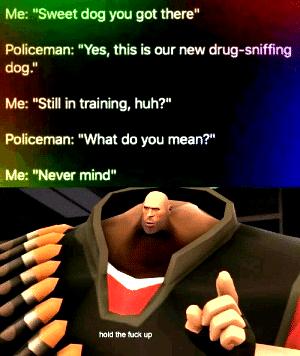 Me: "Sweet dog you got there"
Policeman: "Yes, this is our new drug-sniffing
dog."
Me: "Still in training, huh?"
Policeman: "What do you mean?"
Me: "Never mind"
hold the fuck up